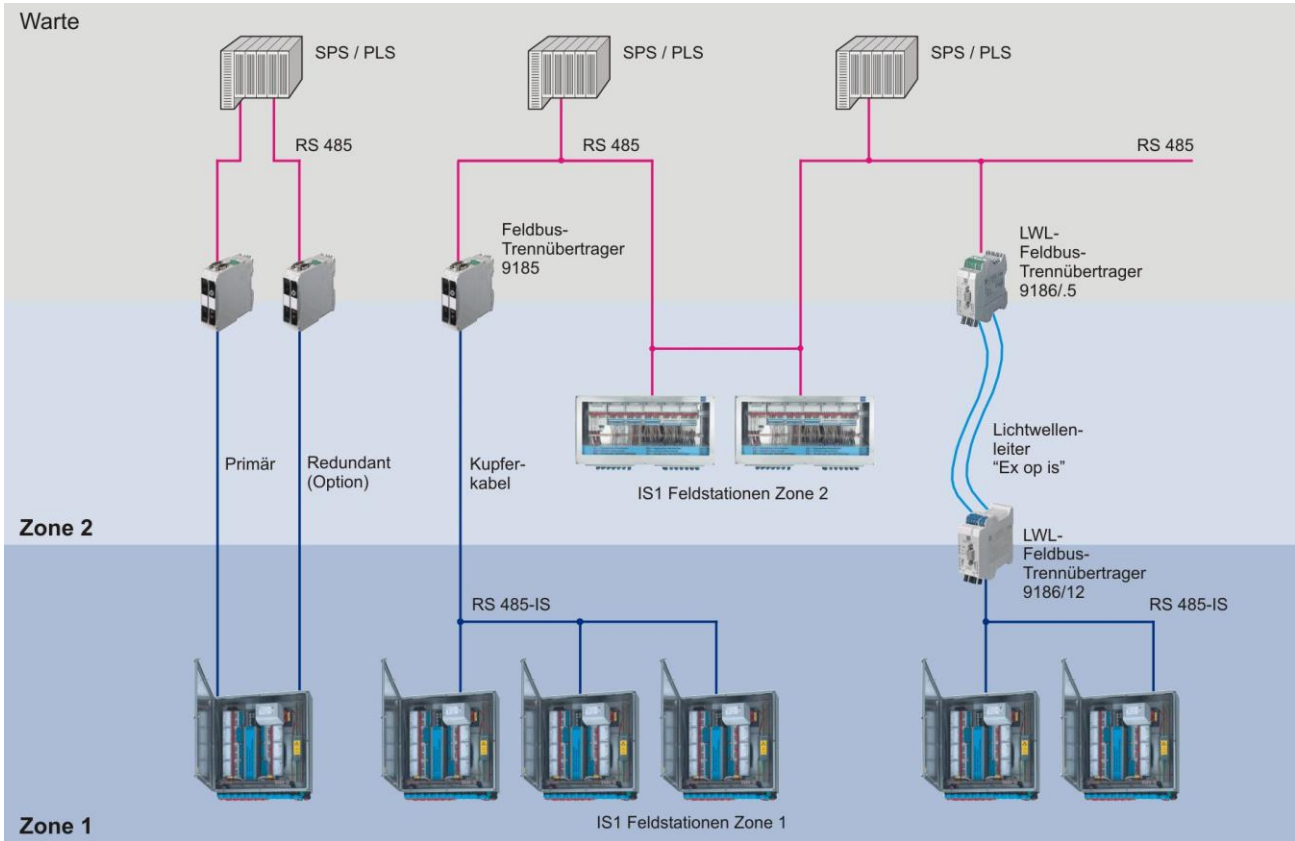 Warte
SPS / PLS
SPS / PLS
SPS / PLS
RS 485
RS 485
RS 485
Feldbus-
Trennübertrager
9185
LWL-
Feldbus-
Trennübertrager
9186/.5
Primär
Redundant
(Option)
Kupfer-
kabel
IS1 Feldstationen Zone 2
Lichtwellen-
leiter
"Ex op is"
Zone 2
LWL-
Feldbus-
Trennübertrager
9186/12
RS 485-IS
RS 485-IS
IS1 Feldstationen Zone 1
Zone 1